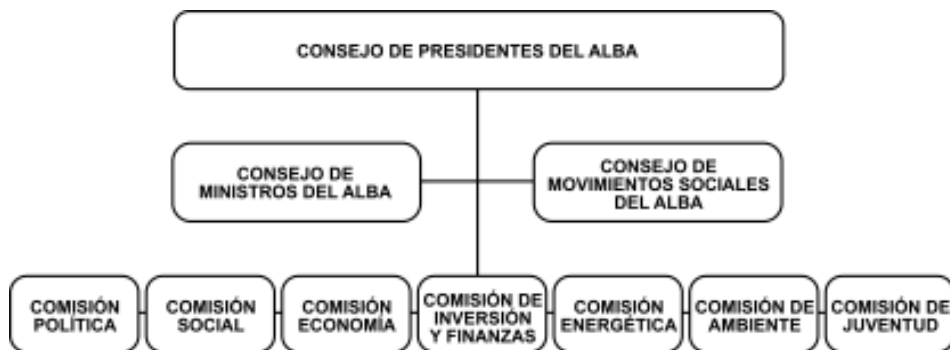 CONSEJO DE PRESIDENTES DEL ALBA
CONSEJO DE
MINISTROS DEL ALBA
CONSEJO DE
MOVIMIENTOS SOCIALES
DEL ALBA
COMISIÓN
POLÍTICA
COMISIÓN
SOCIAL
COMISIÓN
ECONOMÍA
COMISIÓN DE
INVERSIÓN
Y FINANZAS
COMISIÓN
ENERGÉTICA
COMISIÓN DE
AMBIENTE
COMISIÓN DE
JUVENTUD